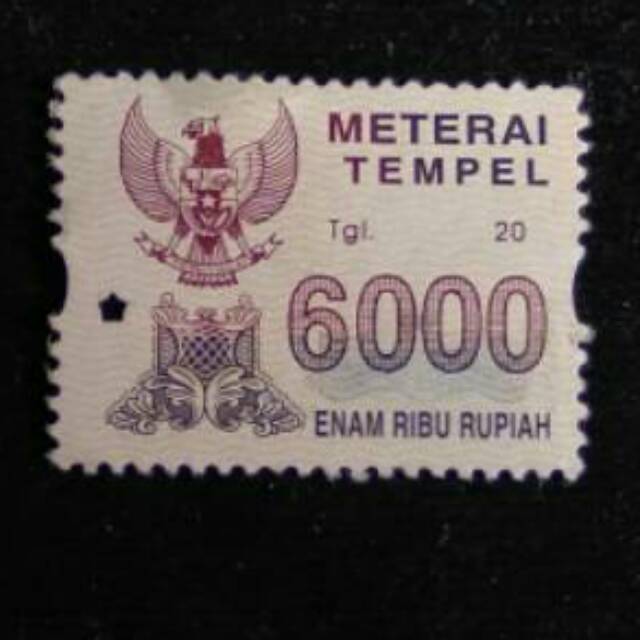 METERAI
TEMPEL
Tgl. 20
6000
ENAM RIBU RUPIAH